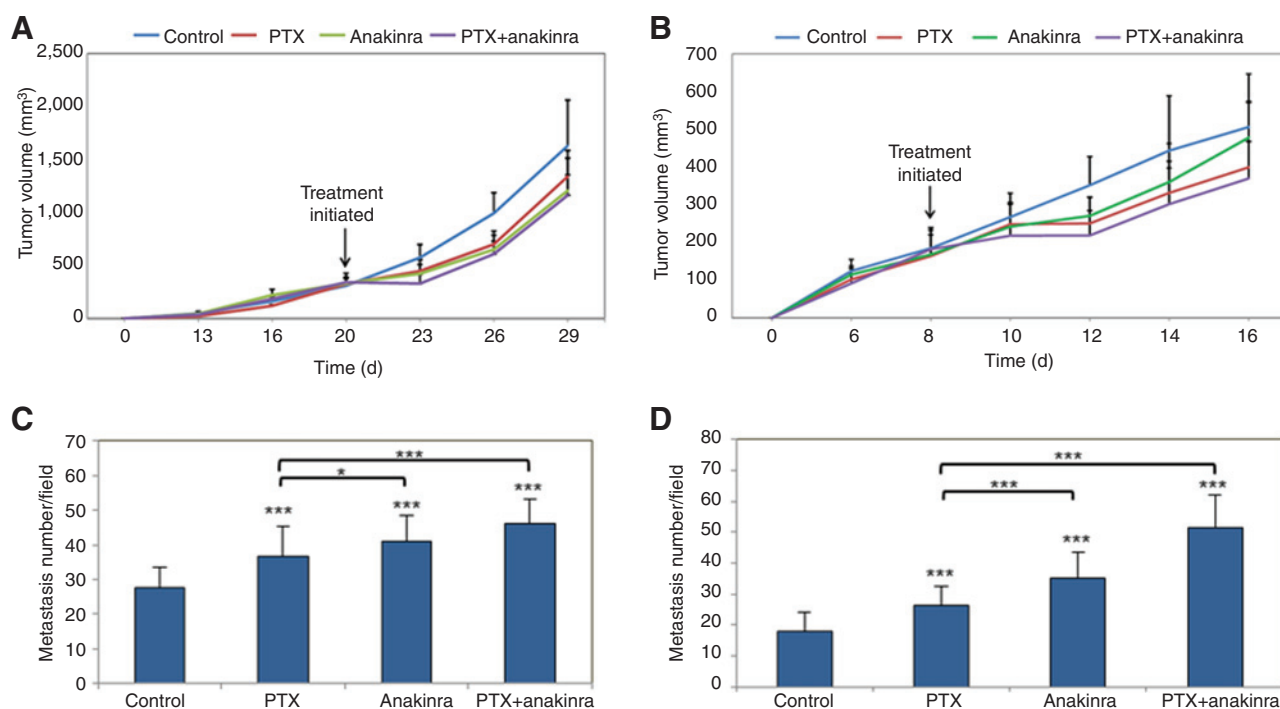 A
Control PTX Anakinra PTX+anakinra
Tumor volume (mm³)
2,500
2,000
1,500
1,000
500
0
Treatment
initiated
0 13 16 20 23 26 29
Time (d)
B
Control PTX Anakinra PTX+anakinra
Tumor volume (mm³)
700
600
500
400
300
200
100
0
Treatment
initiated
0 6 8 10 12 14 16
Time (d)
C
Metastasis number/field
70
60
50
40
30
20
10
0
***
*
***
***
***
Control PTX Anakinra PTX+anakinra
D
Metastasis number/field
80
70
60
50
40
30
20
10
0
***
***
***
***
***
Control PTX Anakinra PTX+anakinra